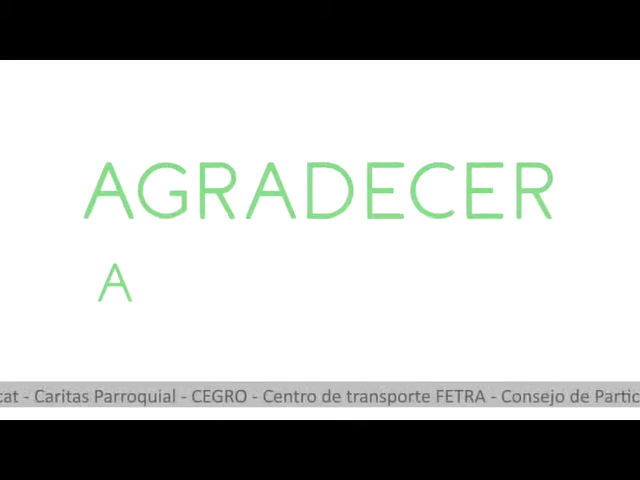 AGRADECER
A
cat - Caritas Parroquial - CEGRO - Centro de transporte FETRA - Consejo de Partic